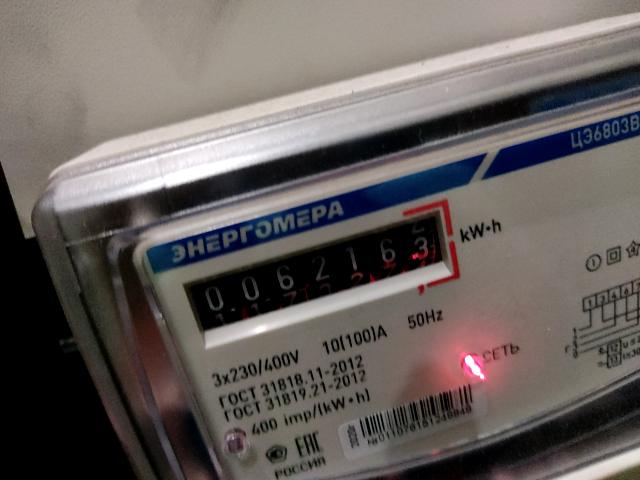 ЦЭ6803В
ЭНЕРГОМЕРА
0062163 kW•h
3x230/400V 10(100)A 50Hz
ГОСТ 31818.11-2012
ГОСТ 31819.21-2012
СЕТЬ
400 imp/(kW•h)
РОССИЯ